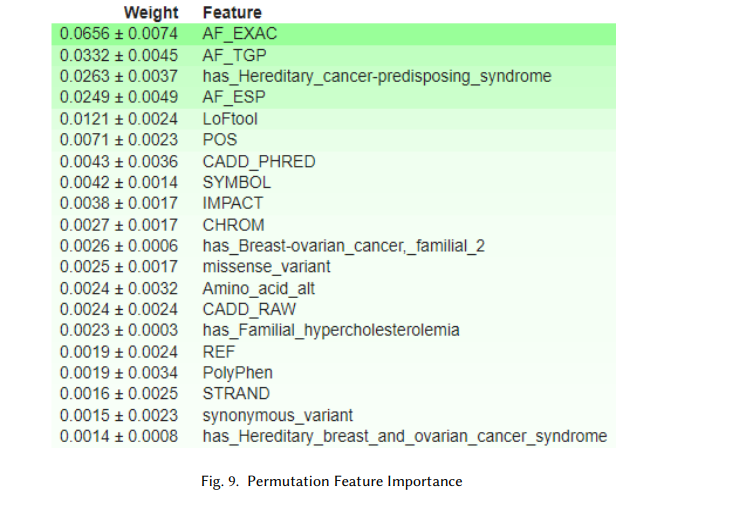 Weight Feature
0.0656 ± 0.0074 AF_EXAC
0.0332 ± 0.0045 AF_TGP
0.0263 ± 0.0037 has_Hereditary_cancer-predisposing_syndrome
0.0249 ± 0.0049 AF_ESP
0.0121 ± 0.0024 LoFtool
0.0071 ± 0.0023 POS
0.0043 ± 0.0036 CADD_PHRED
0.0042 ± 0.0014 SYMBOL
0.0038 ± 0.0017 IMPACT
0.0027 ± 0.0017 CHROM
0.0026 ± 0.0006 has_Breast-ovarian_cancer,_familial_2
0.0025 ± 0.0017 missense_variant
0.0024 ± 0.0032 Amino_acid_alt
0.0024 ± 0.0024 CADD_RAW
0.0023 ± 0.0003 has_Familial_hypercholesterolemia
0.0019 ± 0.0024 REF
0.0019 ± 0.0034 PolyPhen
0.0016 ± 0.0025 STRAND
0.0015 ± 0.0023 synonymous_variant
0.0014 ± 0.0008 has_Hereditary_breast_and_ovarian_cancer_syndrome
Fig. 9. Permutation Feature Importance